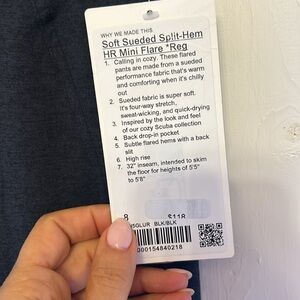 WHY WE MADE THIS
Soft Sueded Split-Hem
HR Mini Flare *Reg
1. Calling in cozy. These flared
pants are made from a sueded
performance fabric that's warm
and comforting when it's chilly
out
2. Sueded fabric is super soft.
It's four-way stretch,
sweat-wicking, and quick-drying
3. Inspired by the look and feel
of our cozy Scuba collection
4. Back drop-in pocket
5. Subtle flared hems with a back
slit
6. High rise
7. 32" inseam, intended to skim
the floor for heights of 5'5"
to 5'8"
8 $118
BLK/BLK